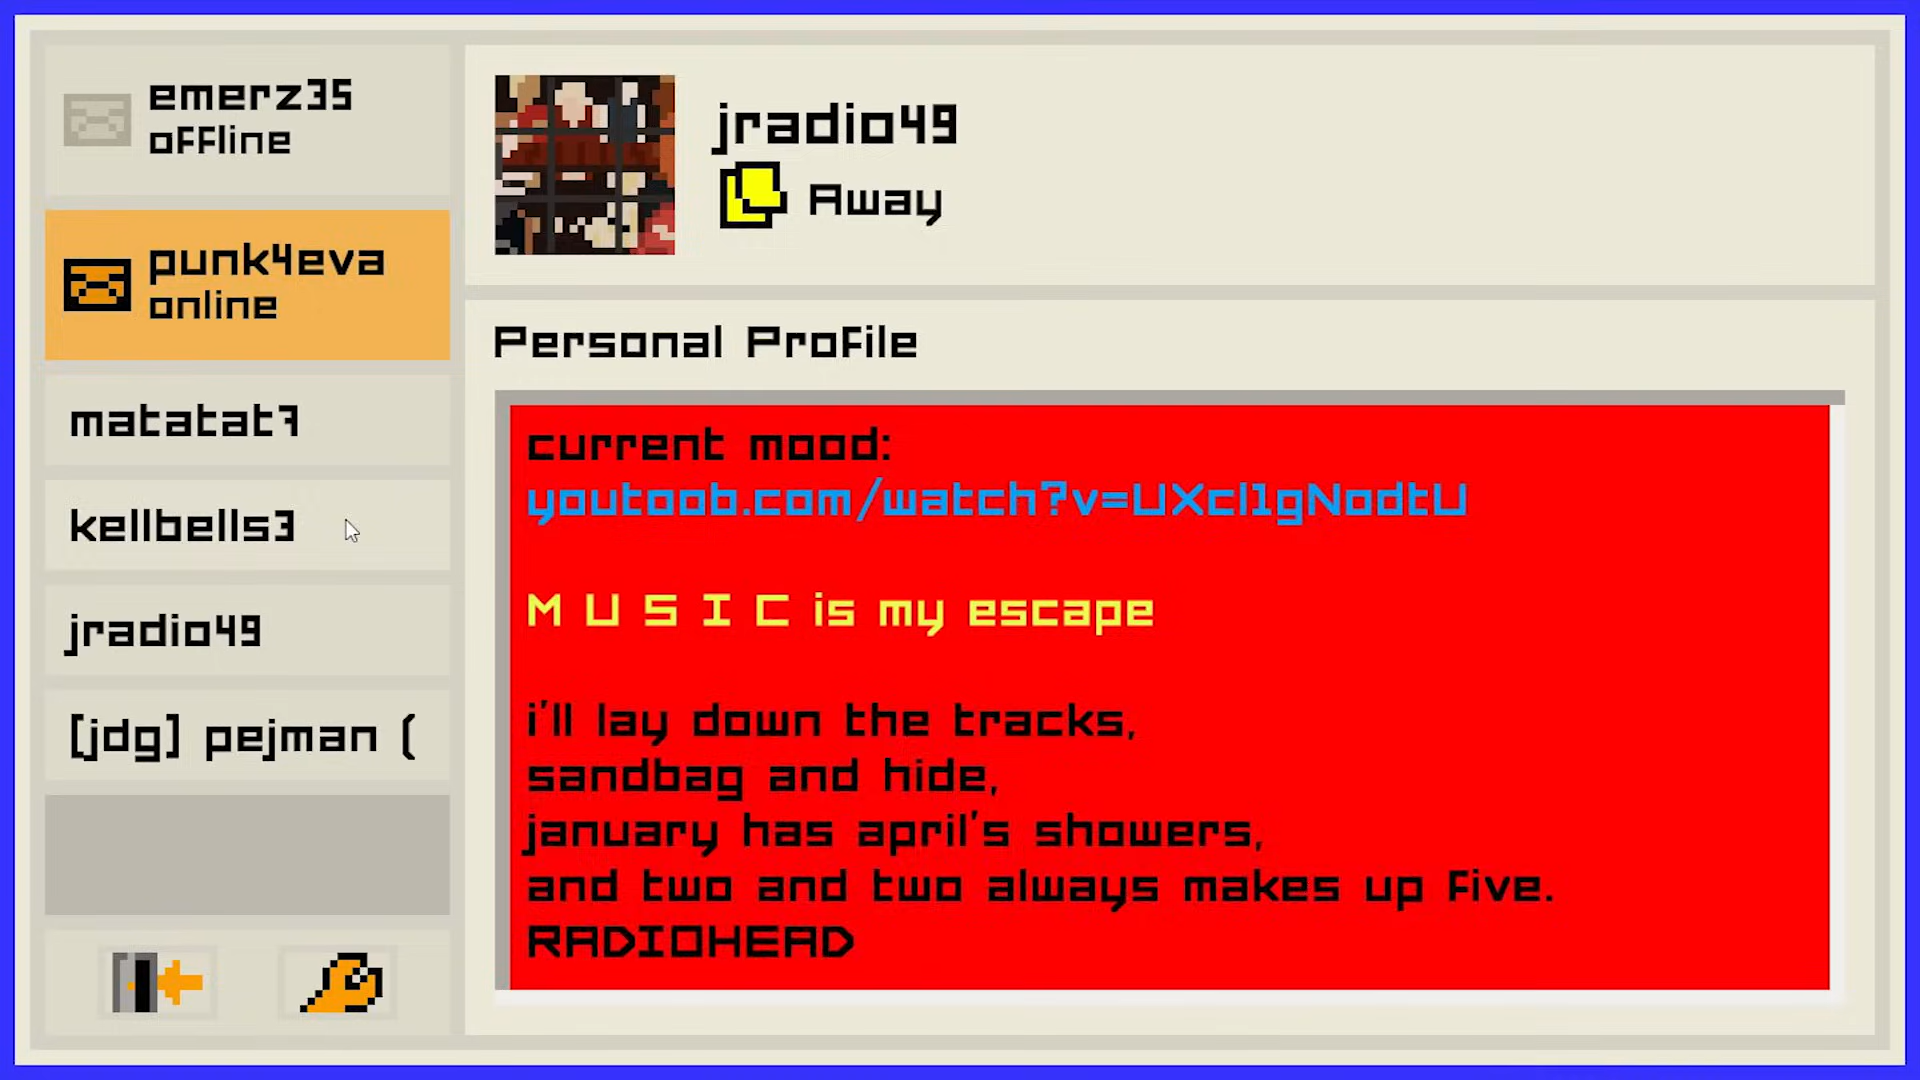 emerz35
offline
punk4eva
online
matatat7
kellbells3
jradio49
[jdg] pejman (
jradio49
Away
Personal Profile
current mood:
youtoob.com/watch?v=UXcl1gNodtU
M U S I C is my escape
i'll lay down the tracks,
sandbag and hide,
january has april's showers,
and two and two always makes up five.
RADIOHEAD